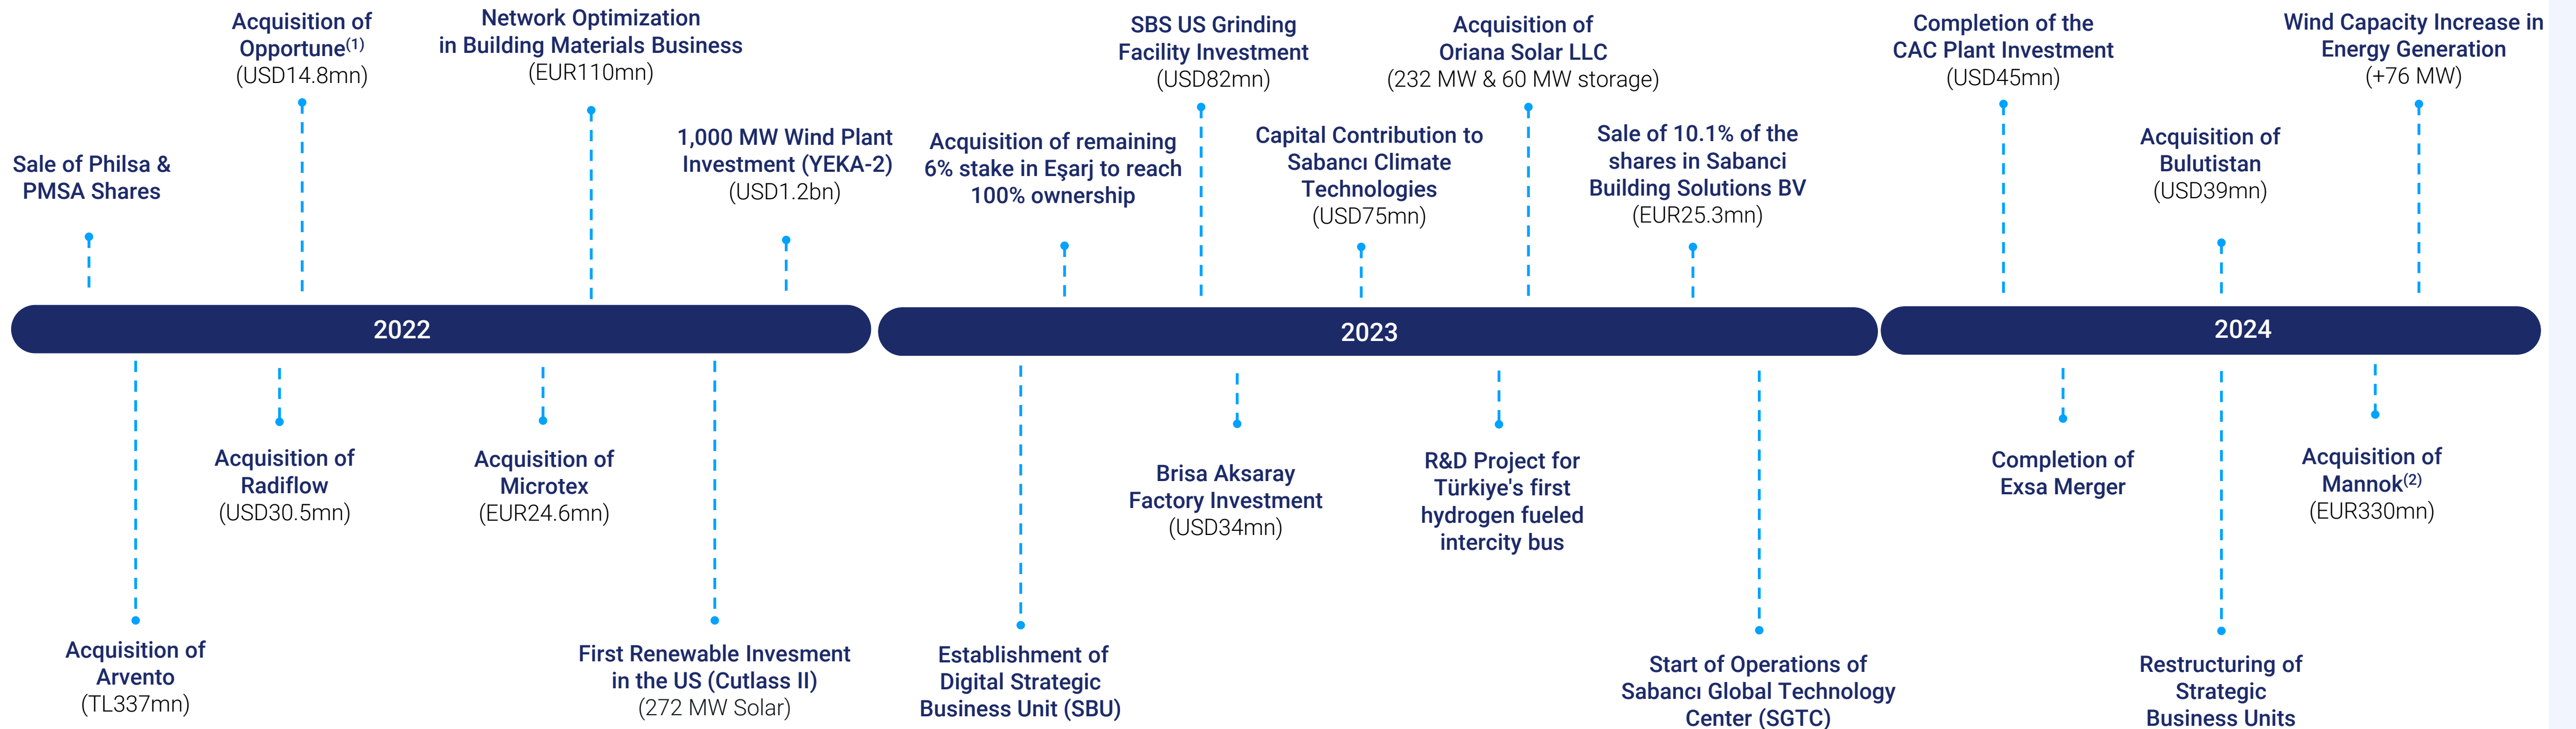 Sale of Philsa &
PMSA Shares
Acquisition of
Opportune(1)
(USD14.8mn)
Network Optimization
in Building Materials Business
(EUR110mn)
1,000 MW Wind Plant
Investment (YEKA-2)
(USD1.2bn)
Acquisition of remaining
6% stake in Eşarj to reach
100% ownership
SBS US Grinding
Facility Investment
(USD82mn)
Capital Contribution to
Sabancı Climate
Technologies
(USD75mn)
Acquisition of
Oriana Solar LLC
(232 MW & 60 MW storage)
Sale of 10.1% of the
shares in Sabanci
Building Solutions BV
(EUR25.3mn)
Completion of the
CAC Plant Investment
(USD45mn)
Acquisition of
Bulutistan
(USD39mn)
Wind Capacity Increase in
Energy Generation
(+76 MW)
2022
2023
2024
Acquisition of
Arvento
(TL337mn)
Acquisition of
Radiflow
(USD30.5mn)
Acquisition of
Microtex
(EUR24.6mn)
First Renewable Invesment
in the US (Cutlass II)
(272 MW Solar)
Establishment of
Digital Strategic
Business Unit (SBU)
Brisa Aksaray
Factory Investment
(USD34mn)
R&D Project for
Türkiye's first
hydrogen fueled
intercity bus
Start of Operations of
Sabancı Global Technology
Center (SGTC)
Completion of
Exsa Merger
Restructuring of
Strategic
Business Units
Acquisition of
Mannok(2)
(EUR330mn)